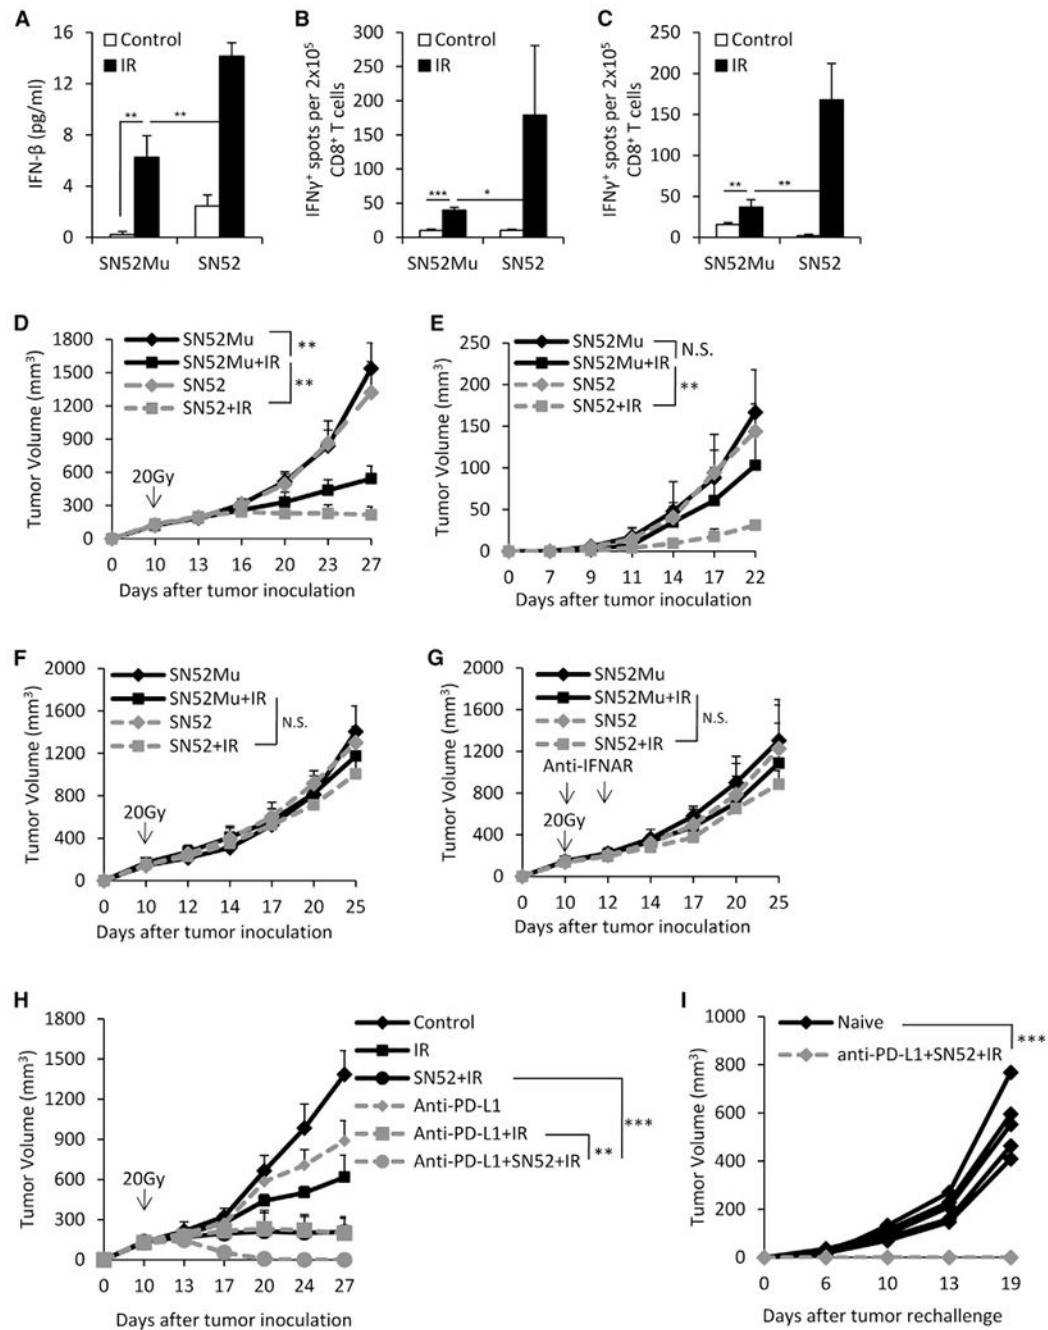 A
16
12
8
4
0
IFN-β (pg/ml)
Control
IR
**
**
SN52Mu
SN52
B
300
250
200
150
100
50
0
IFNγ⁺ spots per 2x10⁵
CD8⁺ T cells
Control
IR
***
*
SN52Mu
SN52
C
250
200
150
100
50
0
IFNγ⁺ spots per 2x10⁵
CD8⁺ T cells
Control
IR
**
**
SN52Mu
SN52
D
1800
1500
1200
900
600
300
0
Tumor Volume (mm³)
SN52Mu
SN52Mu+IR
SN52
SN52+IR
**
**
20Gy
0 10 13 16 20 23 27
Days after tumor inoculation
E
250
200
150
100
50
0
Tumor Volume (mm³)
SN52Mu
SN52Mu+IR
SN52
SN52+IR
N.S.
**
0 7 9 11 14 17 22
Days after tumor inoculation
F
2000
1600
1200
800
400
0
Tumor Volume (mm³)
SN52Mu
SN52Mu+IR
SN52
SN52+IR
N.S.
20Gy
0 10 12 14 17 20 25
Days after tumor inoculation
G
2000
1600
1200
800
400
0
Tumor Volume (mm³)
SN52Mu
SN52Mu+IR
SN52
SN52+IR
N.S.
Anti-IFNAR
20Gy
0 10 12 14 17 20 25
Days after tumor inoculation
H
1800
1500
1200
900
600
300
0
Tumor Volume (mm³)
Control
IR
SN52+IR
Anti-PD-L1
Anti-PD-L1+IR
Anti-PD-L1+SN52+IR
***
**
20Gy
0 10 13 17 20 24 27
Days after tumor inoculation
I
1000
800
600
400
200
0
Tumor Volume (mm³)
Naive
anti-PD-L1+SN52+IR
***
0 6 10 13 19
Days after tumor rechallenge